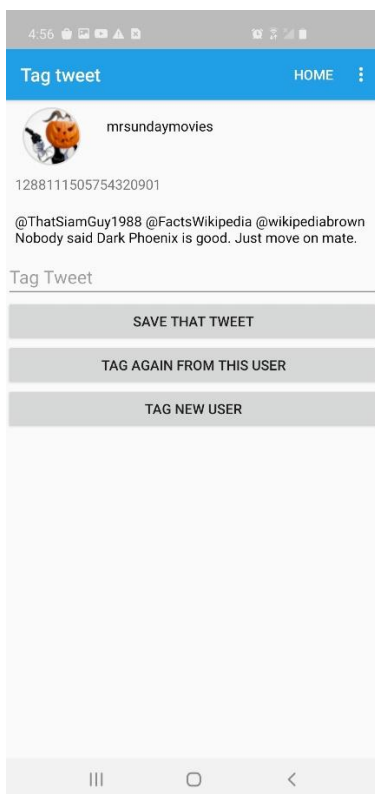 4:56
Tag tweet HOME
mrsundaymovies
1288111505754320901
@ThatSiamGuy1988 @FactsWikipedia @wikipediabrown
Nobody said Dark Phoenix is good. Just move on mate.
Tag Tweet
SAVE THAT TWEET
TAG AGAIN FROM THIS USER
TAG NEW USER